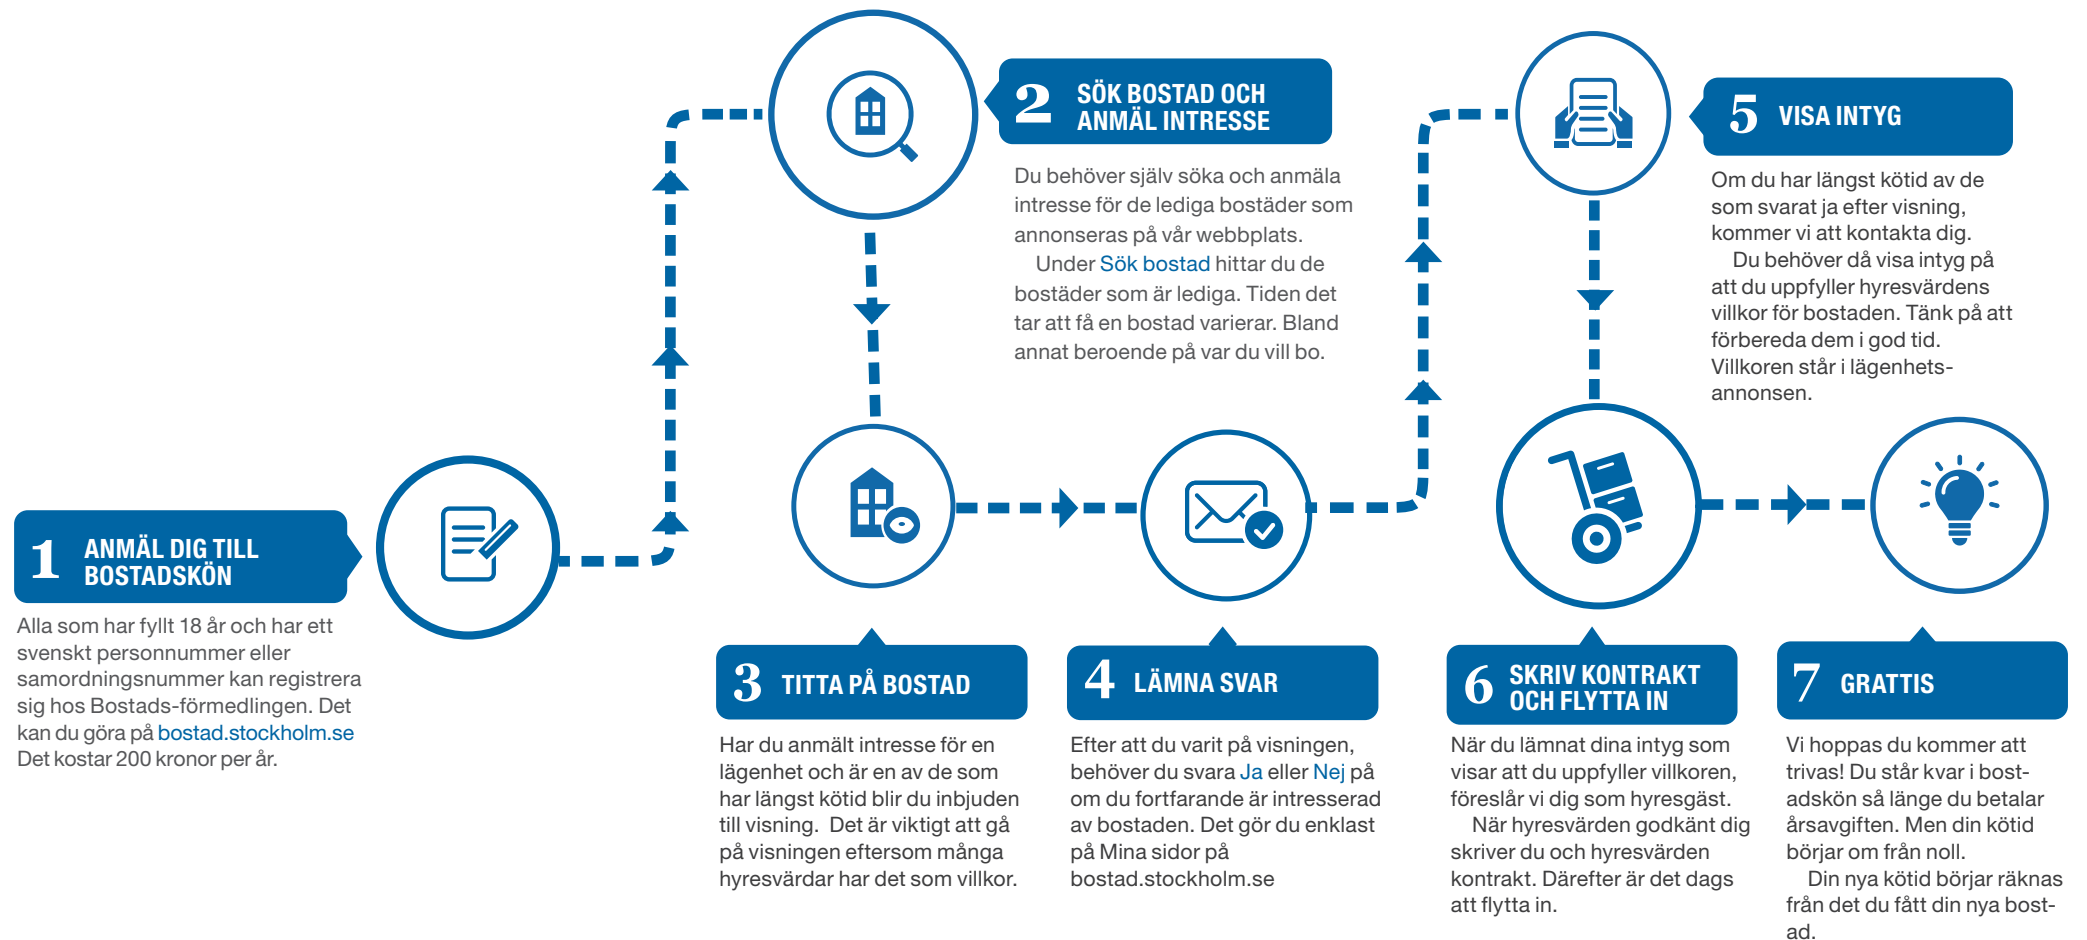 1
ANMÄL DIG TILL
BOSTADSKÖN
Alla som har fyllt 18 år och har ett
svenskt personnummer eller
samordningsnummer kan registrera
sig hos Bostads-förmedlingen. Det
kan du göra på bostad.stockholm.se
Det kostar 200 kronor per år.
2
SÖK BOSTAD OCH
ANMÄL INTRESSE
Du behöver själv söka och anmäla
intresse för de lediga bostäder som
annonseras på vår webbplats.
Under Sök bostad hittar du de
bostäder som är lediga. Tiden det
tar att få en bostad varierar. Bland
annat beroende på var du vill bo.
3 TITTA PÅ BOSTAD
Har du anmält intresse för en
lägenhet och är en av de som
har längst kötid blir du inbjuden
till visning. Det är viktigt att gå
på visningen eftersom många
hyresvärdar har det som villkor.
4 LÄMNA SVAR
Efter att du varit på visningen,
behöver du svara Ja eller Nej på
om du fortfarande är intresserad
av bostaden. Det gör du enklast
på Mina sidor på
bostad.stockholm.se
5 VISA INTYG
Om du har längst kötid av de
som svarat ja efter visning,
kommer vi att kontakta dig.
Du behöver då visa intyg på
att du uppfyller hyresvärdens
villkor för bostaden. Tänk på att
förbereda dem i god tid.
Villkoren står i lägenhets-
annonsen.
6
SKRIV KONTRAKT
OCH FLYTTA IN
När du lämnat dina intyg som
visar att du uppfyller villkoren,
föreslår vi dig som hyresgäst.
När hyresvärden godkänt dig
skriver du och hyresvärden
kontrakt. Därefter är det dags
att flytta in.
7 GRATTIS
Vi hoppas du kommer att
trivas! Du står kvar i bost-
adskön så länge du betalar
årsavgiften. Men din kötid
börjar om från noll.
Din nya kötid börjar räknas
från det du fått din nya bost-
ad.